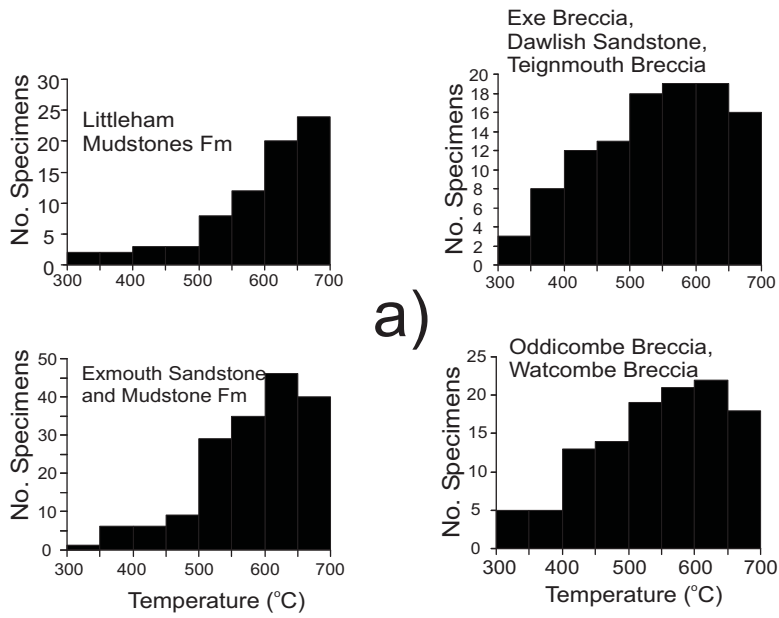 No. Specimens
30
25
20
15
10
5
0
Littleham
Mudstones Fm
300 400 500 600 700
Exe Breccia,
Dawlish Sandstone,
Teignmouth Breccia
No. Specimens
20
18
16
14
12
10
8
6
4
2
0
300 400 500 600 700
a)
No. Specimens
50
40
30
20
10
0
Exmouth Sandstone
and Mudstone Fm
300 400 500 600 700
Temperature (°C)
Oddicombe Breccia,
Watcombe Breccia
No. Specimens
25
20
15
10
5
0
300 400 500 600 700
Temperature (°C)